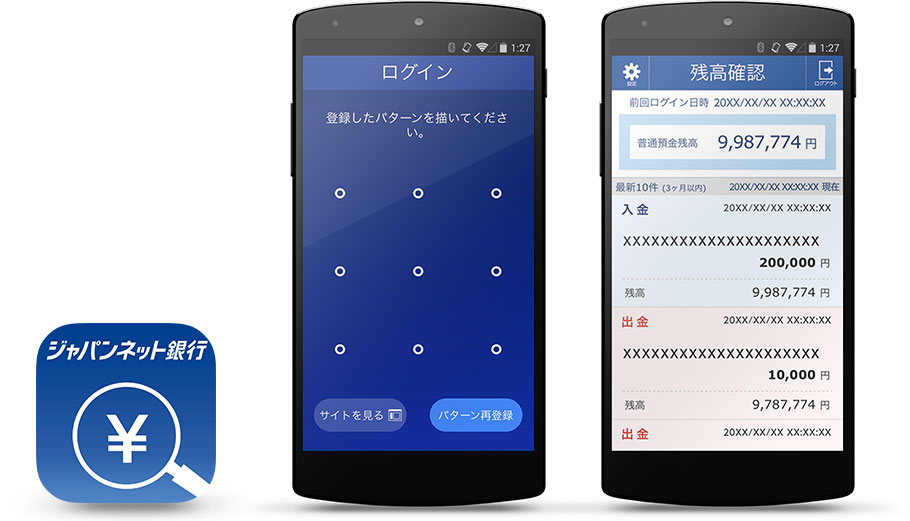 ジャパンネット銀行
¥
1:27
ログイン
登録したパターンを描いてくださ
い。
サイトを見る
パターン再登録
1:27
設定
残高確認
ログアウト
前回ログイン日時 20XX/XX/XX XX:XX:XX
普通預金残高 9,987,774 円
最新10件 (3ヶ月以内) 20XX/XX/XX XX:XX:XX 現在
入金 20XX/XX/XX XX:XX:XX
XXXXXXXXXXXXXXXXXXXXX
200,000 円
残高 9,987,774 円
出金 20XX/XX/XX XX:XX:XX
XXXXXXXXXXXXXXXXXXXXX
10,000 円
残高 9,787,774 円
出金 20XX/XX/XX XX:XX:XX